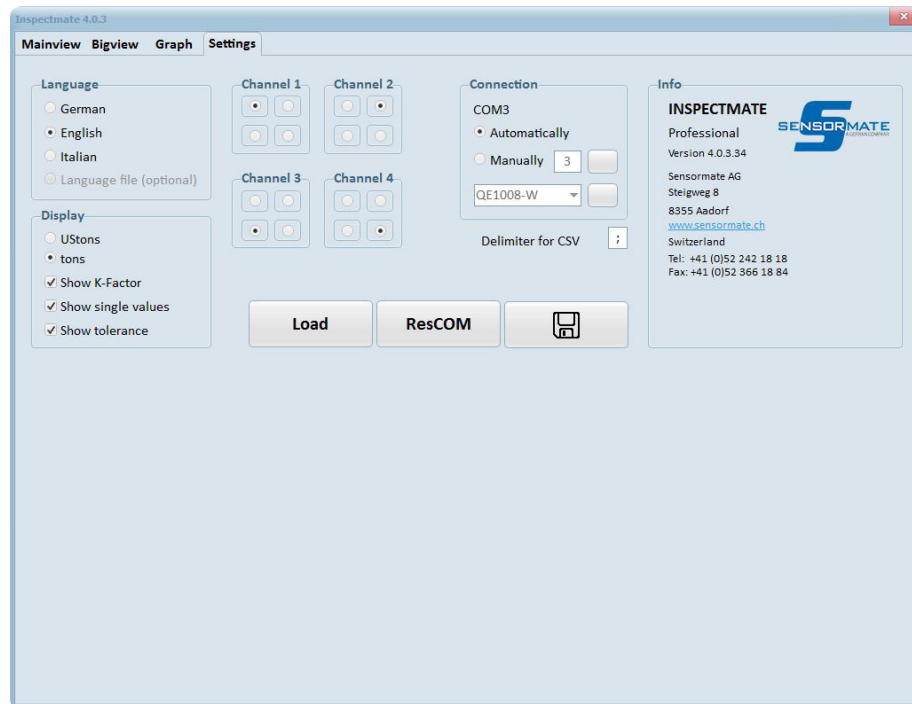 Inspectmate 4.0.3
Mainview Bigview Graph Settings
Language
German
English
Italian
Language file (optional)
Display
UStons
tons
Show K-Factor
Show single values
Show tolerance
Channel 1
Channel 2
Channel 3
Channel 4
Connection
COM3
Automatically
Manually 3
QE1008-W
Delimiter for CSV ;
Load ResCOM
Info
INSPECTMATE
Professional
Version 4.0.3.34
Sensormate AG
Steigweg 8
8355 Aadorf
www.sensormate.ch
Switzerland
Tel: +41 (0)52 242 18 18
Fax: +41 (0)52 366 18 84
SENSORMATE
A GEFRAN COMPANY